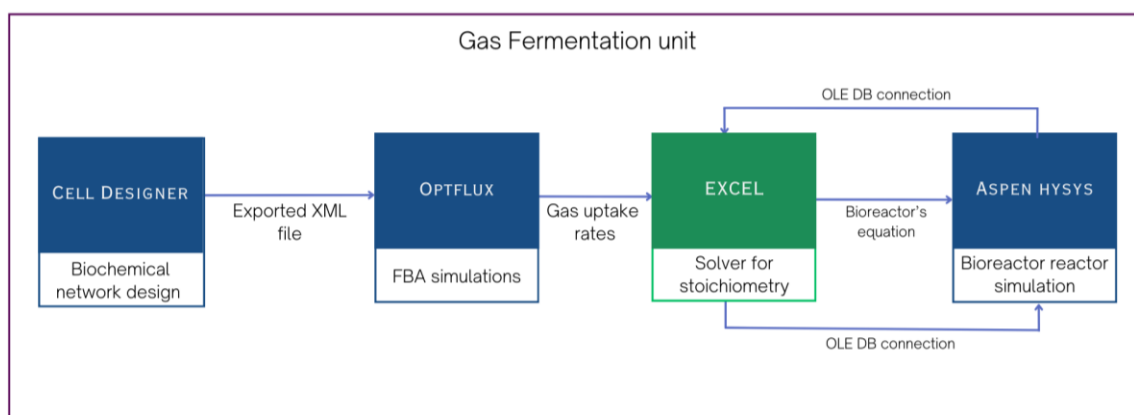 Gas Fermentation unit
OLE DB connection
CELL DESIGNER
Exported XML
file
Biochemical
network design
OPTFLUX
Gas uptake
rates
FBA simulations
EXCEL
Bioreactor's
equation
Solver for
stoichiometry
ASPEN HYSYS
Bioreactor reactor
simulation
OLE DB connection